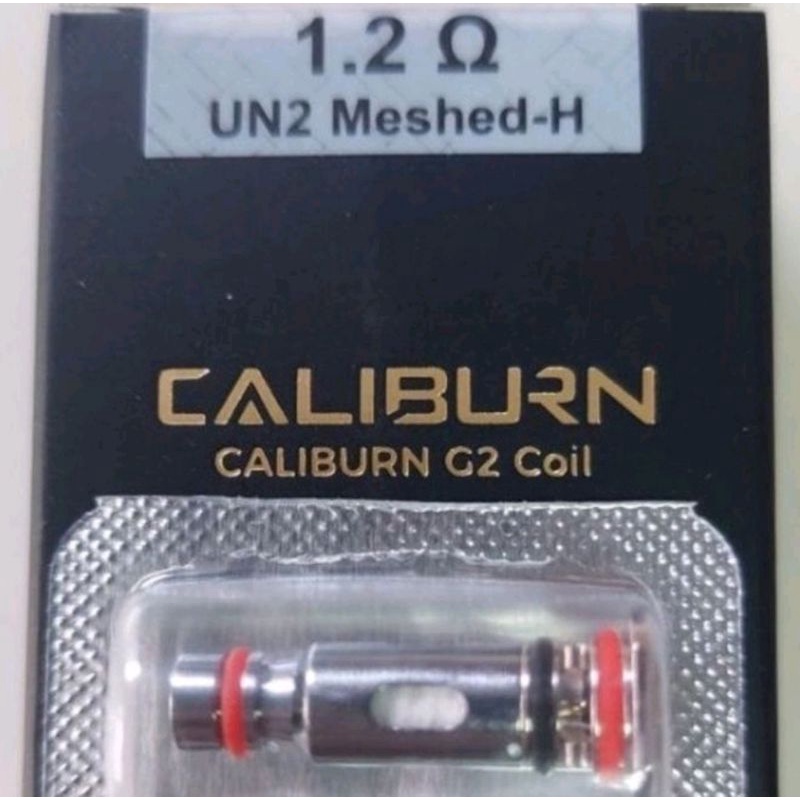 1.2 Ω
UN2 Meshed-H
CALIBURN
CALIBURN G2 Coil